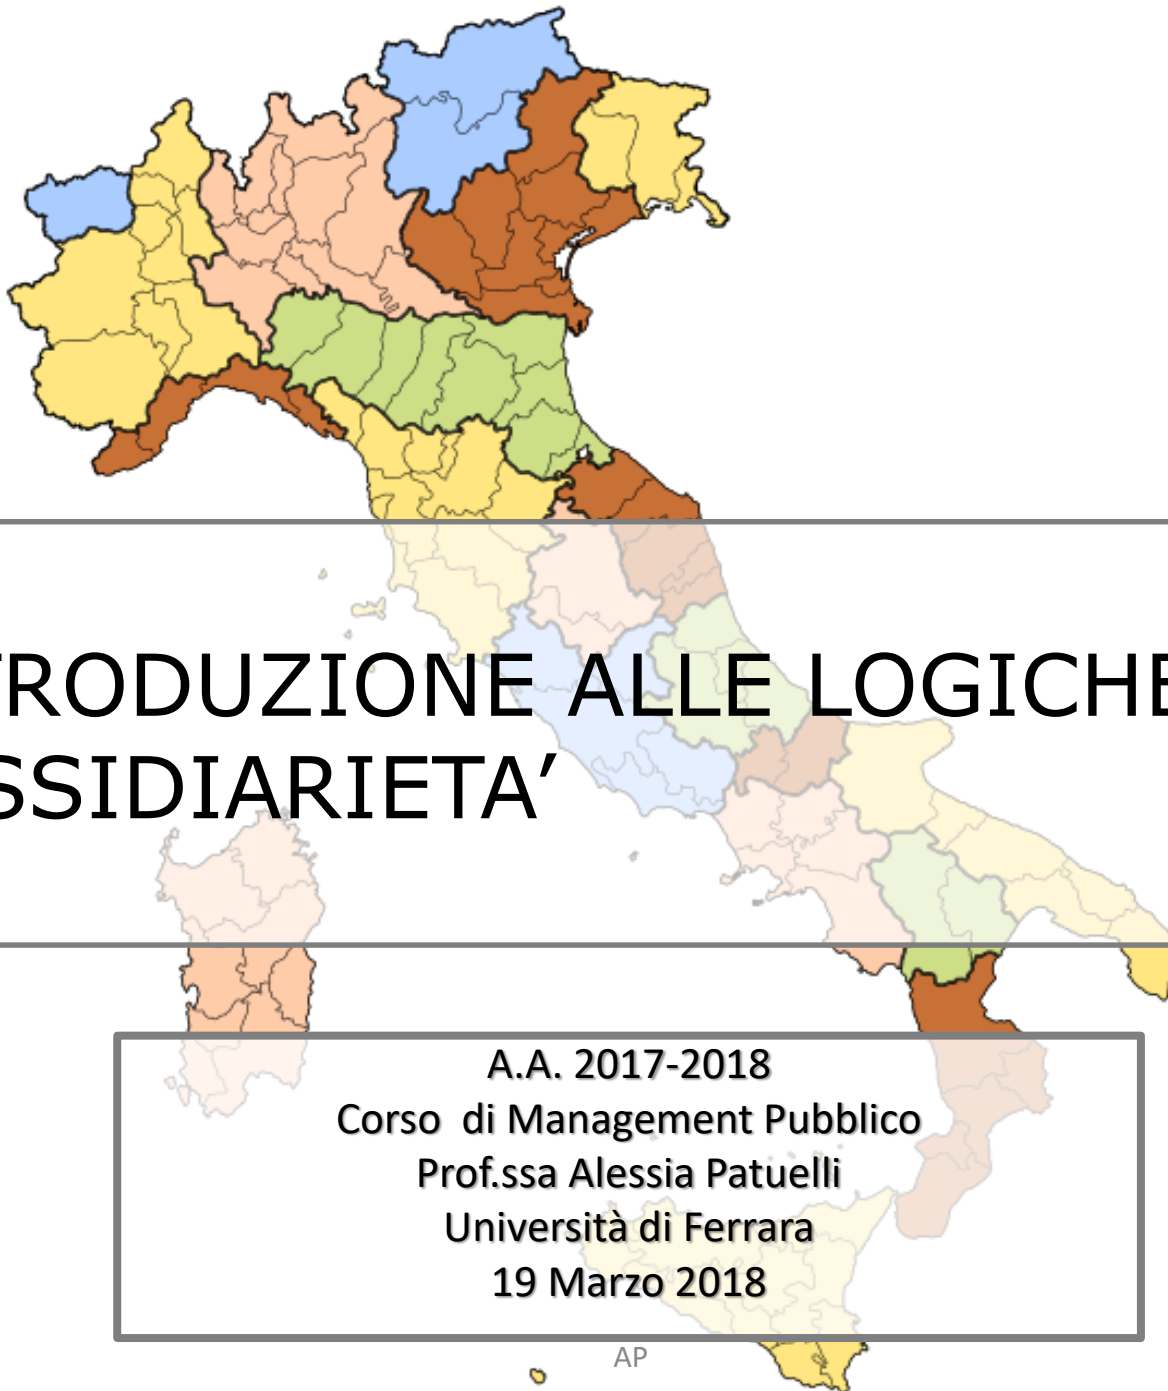 TRODUZIONE ALLE LOGICHE
SSIDIARIETA’
A.A. 2017-2018
Corso di Management Pubblico
Prof.ssa Alessia Patuelli
Università di Ferrara
19 Marzo 2018
AP